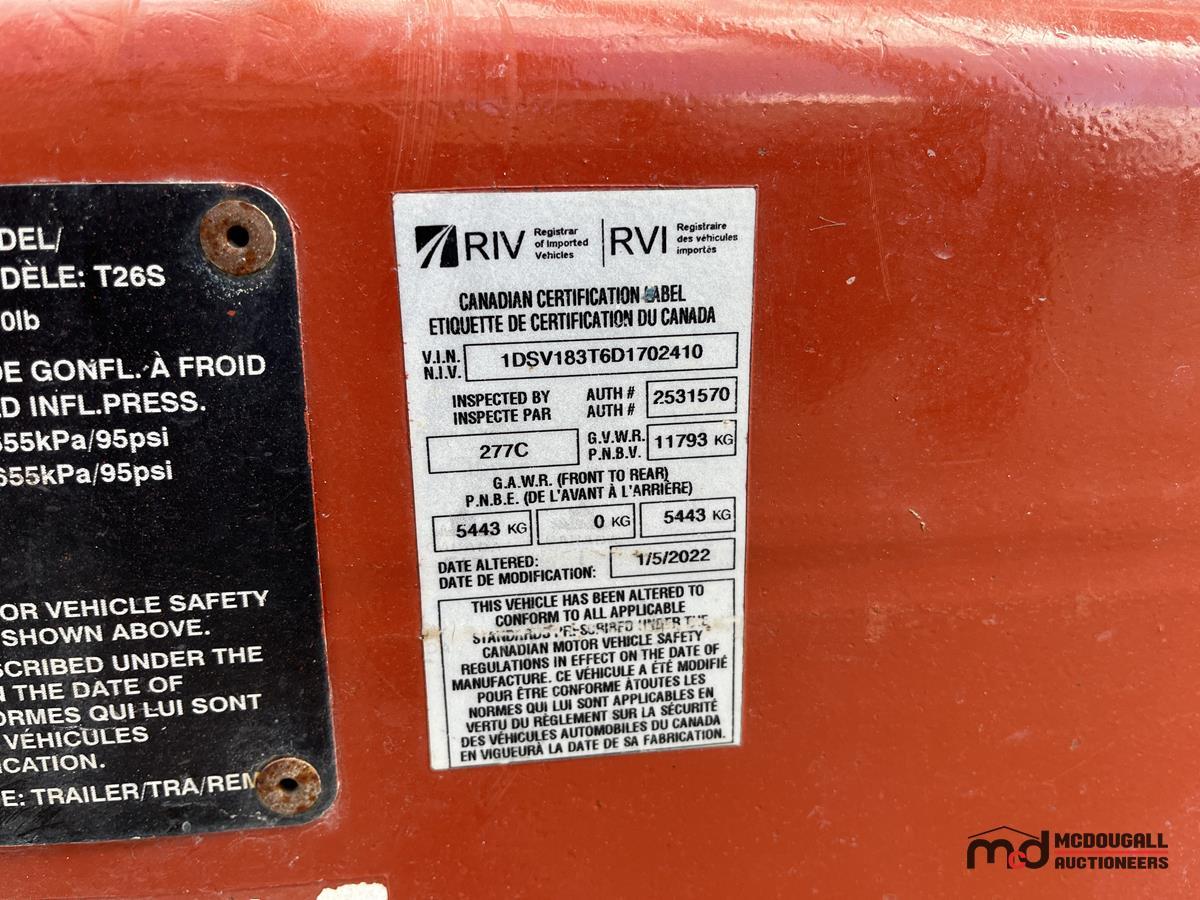 DEL/
DÈLE: T26S
0lb
DE GONFL. À FROID
D INFL.PRESS.
655kPa/95psi
655kPa/95psi
OR VEHICLE SAFETY
SHOWN ABOVE.
SCRIBED UNDER THE
N THE DATE OF
ORMES QUI LUI SONT
VÉHICULES
ICATION.
E: TRAILER/TRA/REM
RIV Registrar of Imported Vehicles RVI Registraire des véhicules importés
CANADIAN CERTIFICATION LABEL
ETIQUETTE DE CERTIFICATION DU CANADA
V.I.N.
N.I.V.
1DSV183T6D1702410
INSPECTED BY
INSPECTE PAR
AUTH #
AUTH #
2531570
277C
G.V.W.R.
P.N.B.V.
11793 KG
G.A.W.R. (FRONT TO REAR)
P.N.B.E. (DE L'AVANT À L'ARRIÈRE)
5443 KG 0 KG 5443 KG
DATE ALTERED:
DATE DE MODIFICATION:
1/5/2022
THIS VEHICLE HAS BEEN ALTERED TO
CONFORM TO ALL APPLICABLE
STANDARDS PRESCRIBED UNDER THE
CANADIAN MOTOR VEHICLE SAFETY
REGULATIONS IN EFFECT ON THE DATE OF
MANUFACTURE. CE VÉHICULE A ÉTÉ MODIFIÉ
POUR ÊTRE CONFORME ÀTOUTES LES
NORMES QUI LUI SONT APPLICABLES EN
VERTU DU RÈGLEMENT SUR LA SÉCURITÉ
DES VÉHICULES AUTOMOBILES DU CANADA
EN VIGUEURÀ LA DATE DE SA FABRICATION.
mcd MCDOUGALL
AUCTIONEERS